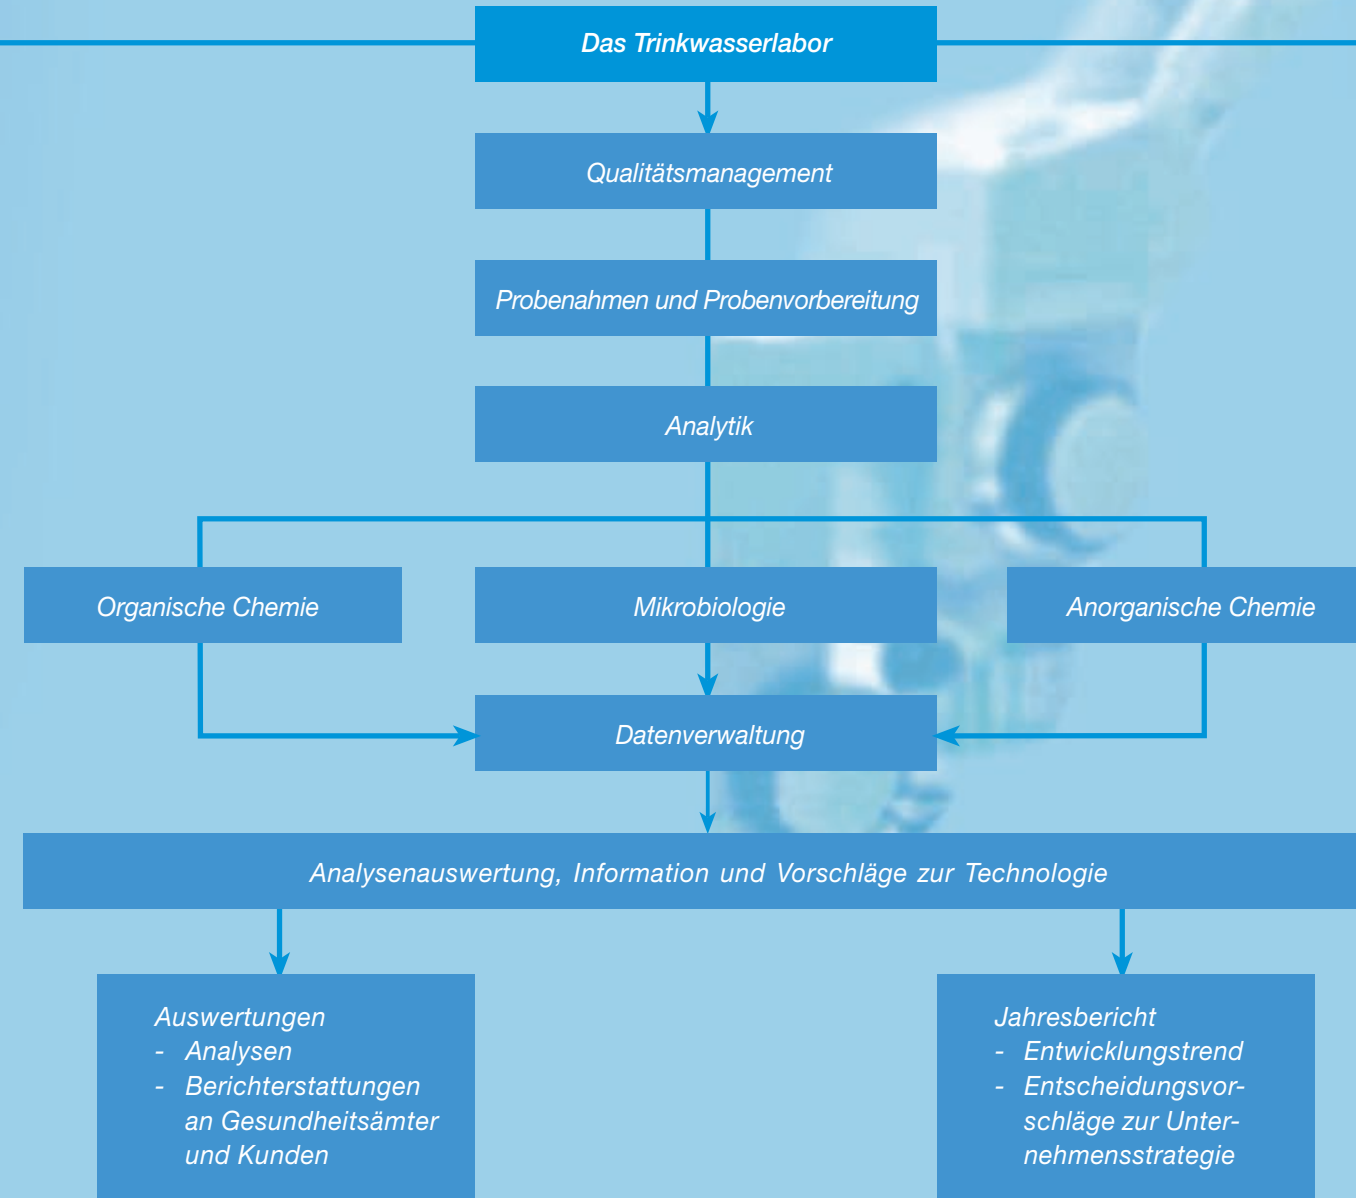 Das Trinkwasserlabor
Qualitätsmanagement
Probenahmen und Probenvorbereitung
Analytik
Organische Chemie
Mikrobiologie
Anorganische Chemie
Datenverwaltung
Analysenauswertung, Information und Vorschläge zur Technologie
Auswertungen
- Analysen
- Berichterstattungen
an Gesundheitsämter
und Kunden
Jahresbericht
- Entwicklungstrend
- Entscheidungsvor-
schläge zur Unter-
nehmensstrategie